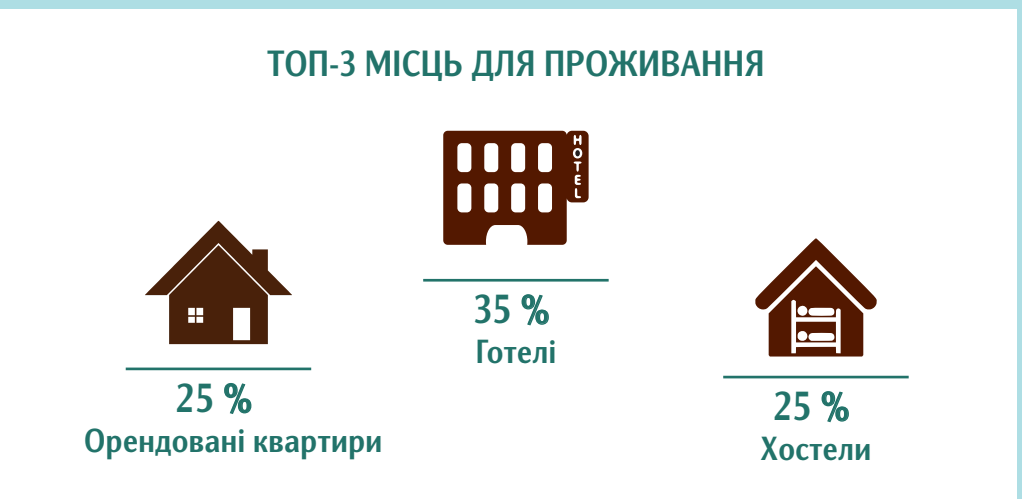 ТОП-3 МІСЦЬ ДЛЯ ПРОЖИВАННЯ
HOTEL
35 %
Готелі
25 %
Орендовані квартири
25 %
Хостели